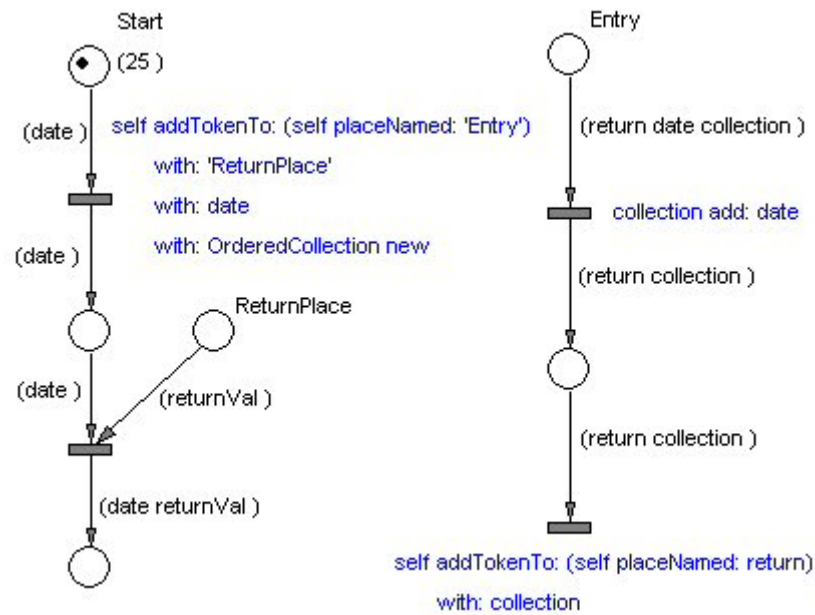 Start
(25 )
(date )
self addTokenTo: (self placeNamed: 'Entry')
with: 'ReturnPlace'
with: date
with: OrderedCollection new
(date )
ReturnPlace
(date )
(returnVal )
(date returnVal )
Entry
(return date collection )
collection add: date
(return collection )
(return collection )
self addTokenTo: (self placeNamed: return)
with: collection